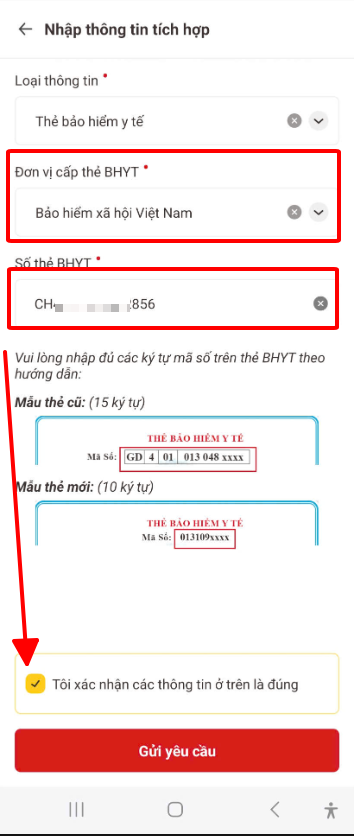 Nhập thông tin tích hợp
Loại thông tin *
Thẻ bảo hiểm y tế
Đơn vị cấp thẻ BHYT *
Bảo hiểm xã hội Việt Nam
Số thẻ BHYT *
856
Vui lòng nhập đủ các ký tự mã số trên thẻ BHYT theo
hướng dẫn:
Mẫu thẻ cũ: (15 ký tự)
THẺ BẢO HIỂM Y TẾ
Mã Số: GD 4 01 013 048 xxxx
Mẫu thẻ mới: (10 ký tự)
THẺ BẢO HIỂM Y TẾ
Mã Số: 013109xxxx
Tôi xác nhận các thông tin ở trên là đúng
Gửi yêu cầu